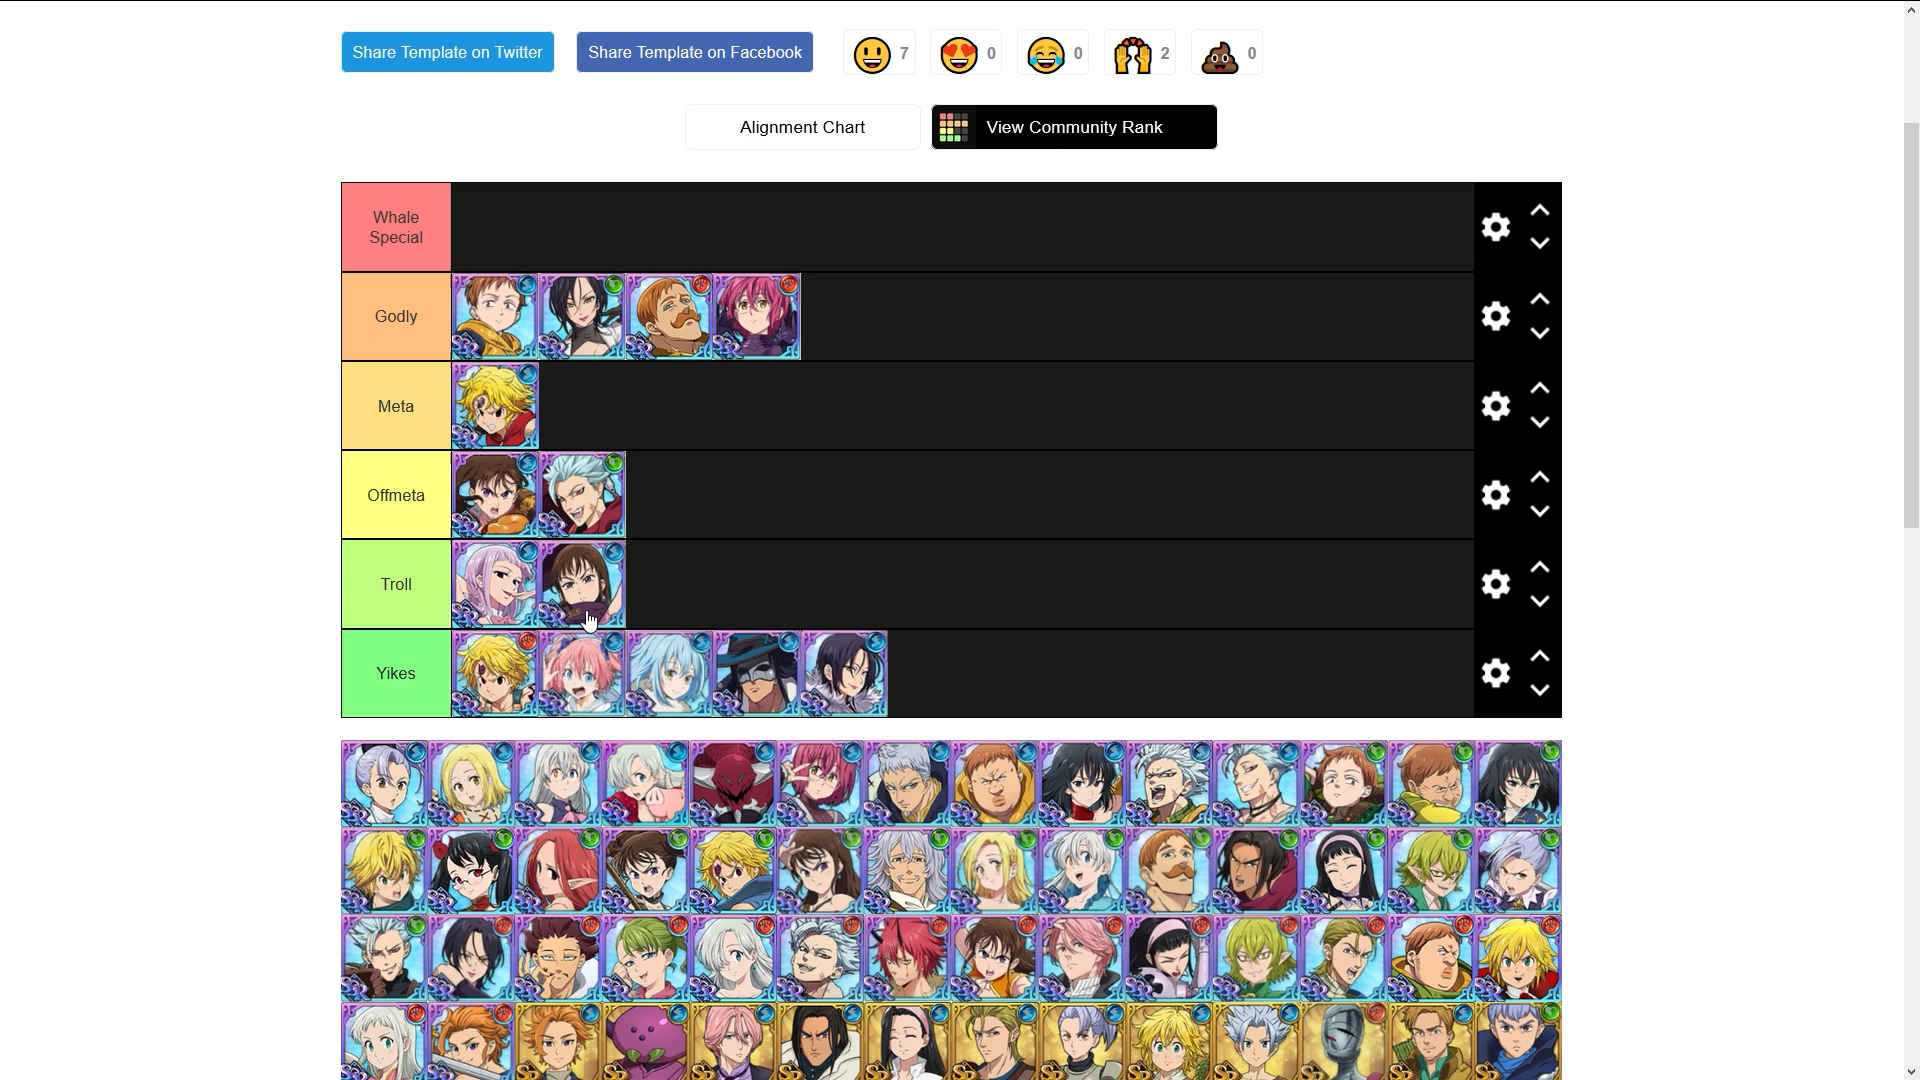 Share Template on Twitter
Share Template on Facebook
7
0
0
2
0
Alignment Chart
View Community Rank
Whale
Special
Godly
Meta
Offmeta
Troll
Yikes